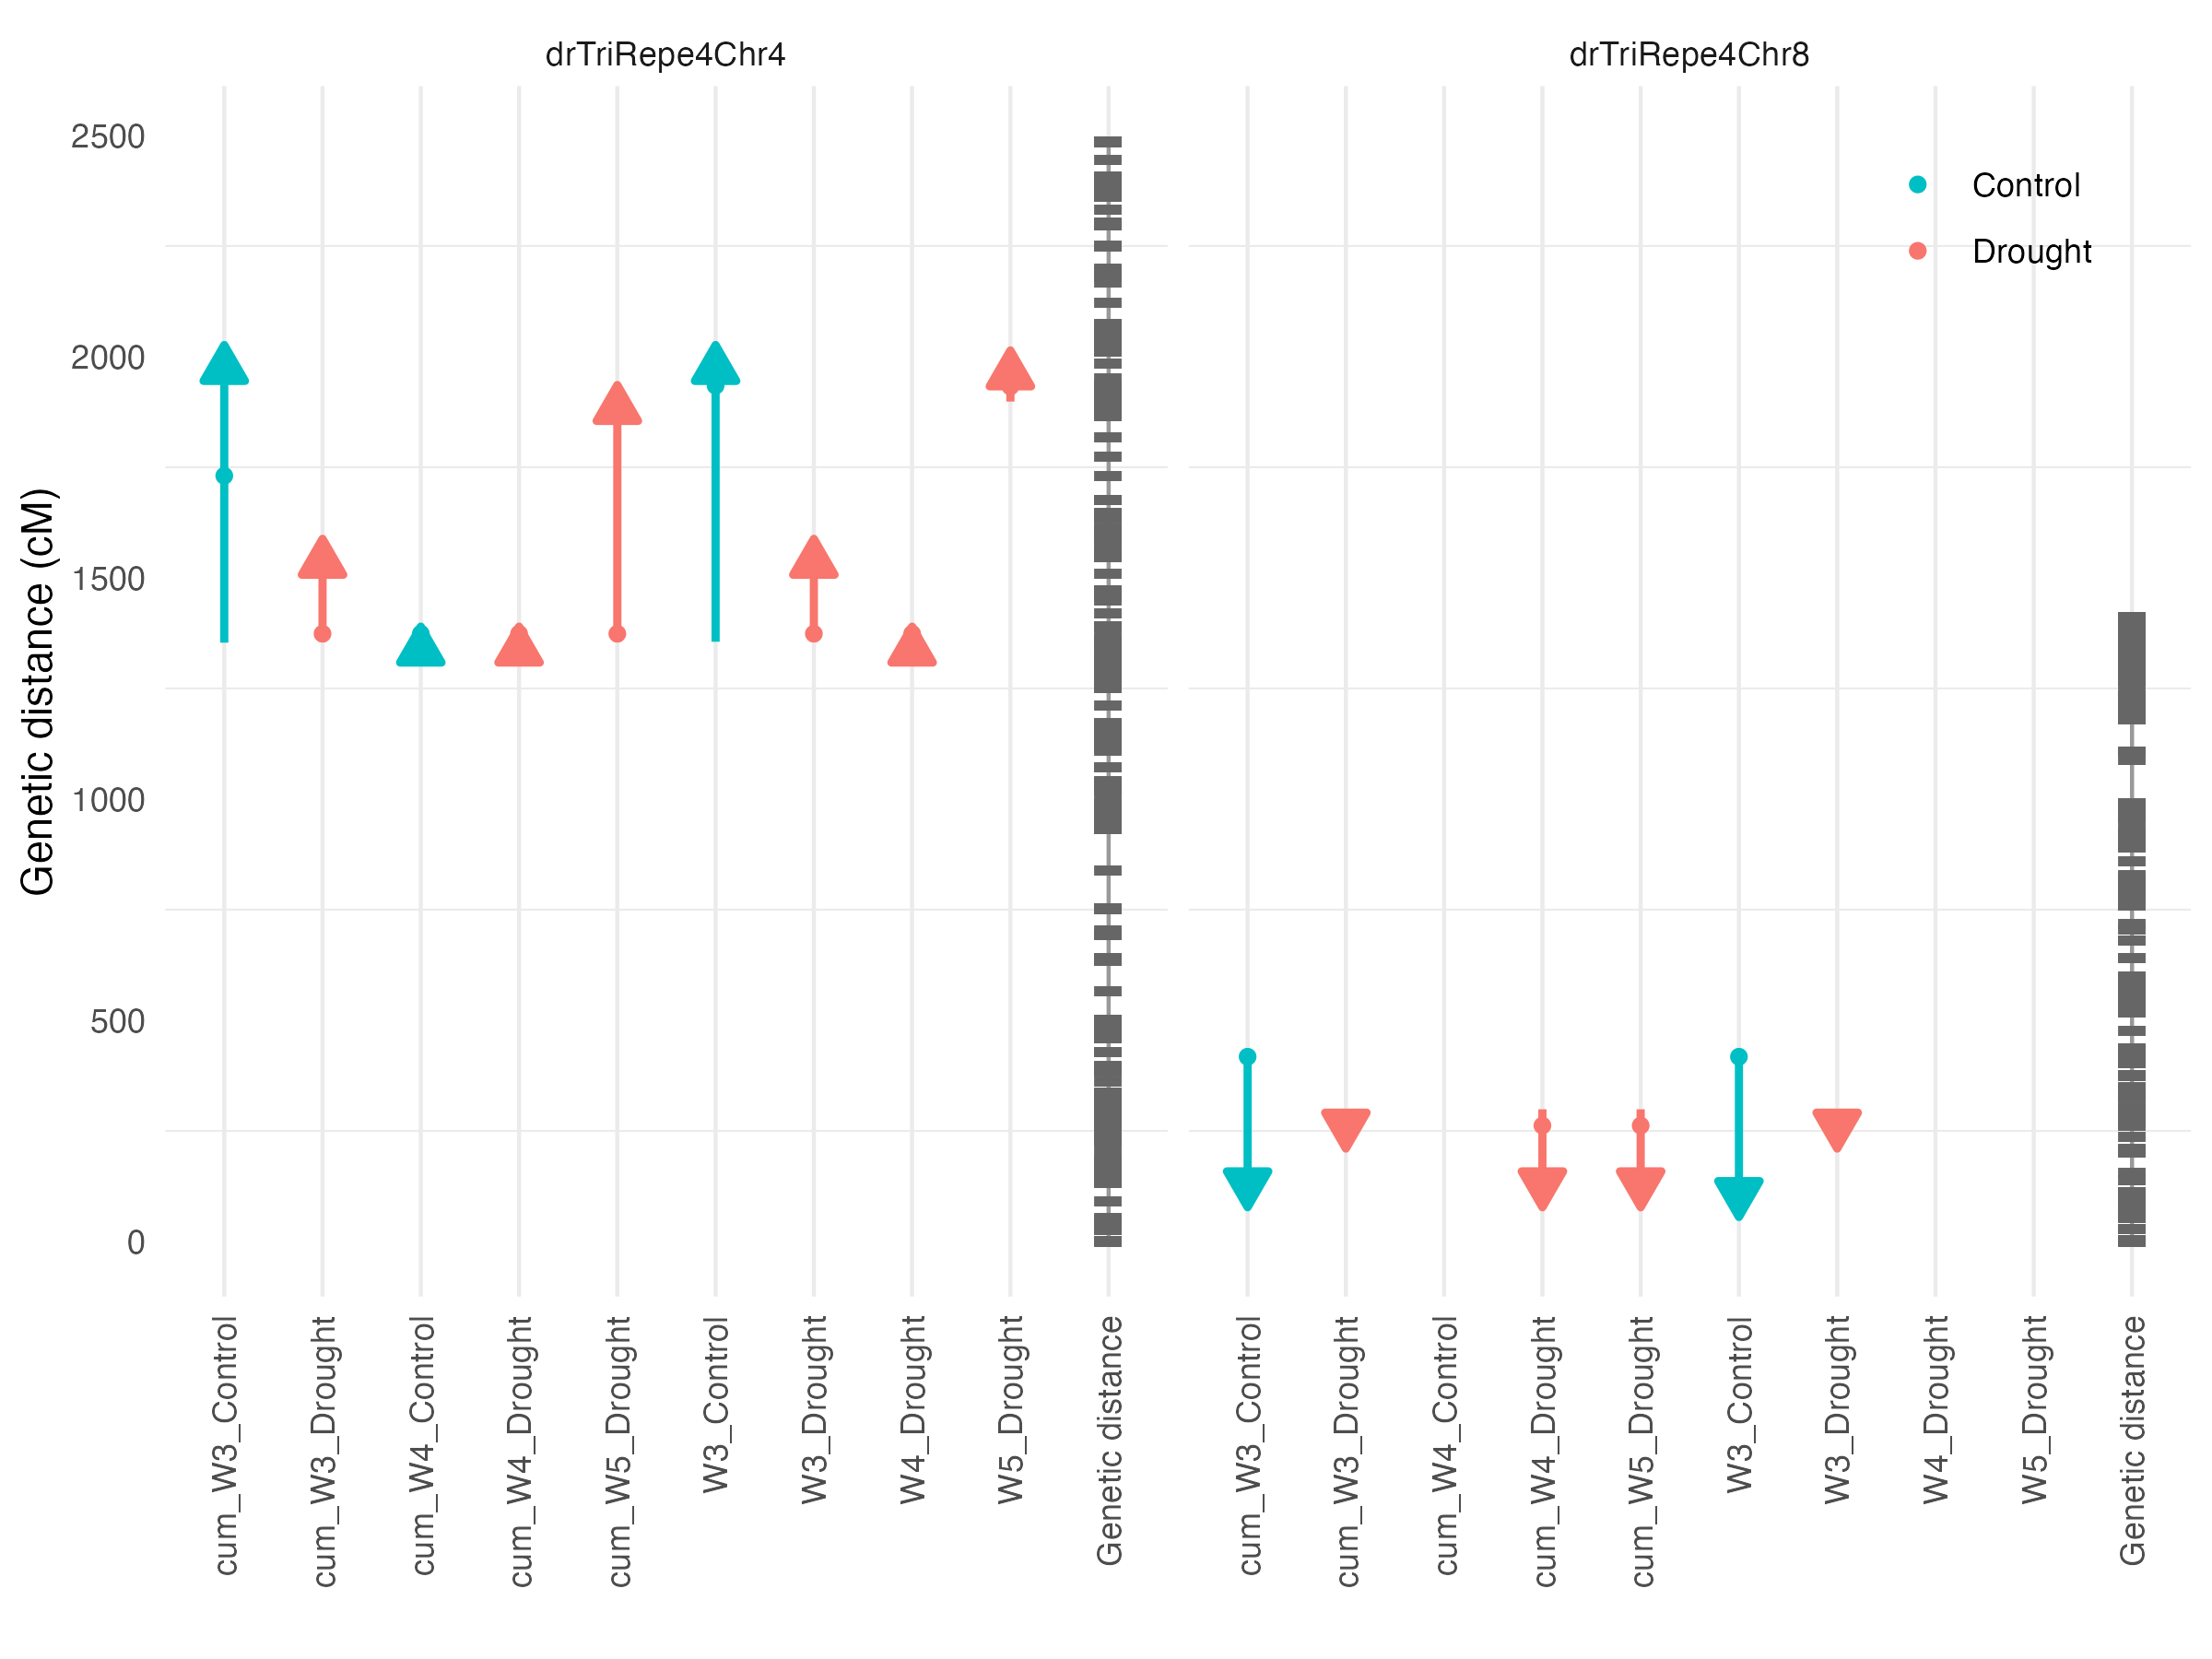 drTriRepe4Chr4
drTriRepe4Chr8
Genetic distance (cM)
2500
2000
1500
1000
500
0
Control
Drought
cum_W3_Control
cum_W3_Drought
cum_W4_Control
cum_W4_Drought
cum_W5_Drought
W3_Control
W3_Drought
W4_Drought
W5_Drought
Genetic distance
cum_W3_Control
cum_W3_Drought
cum_W4_Control
cum_W4_Drought
cum_W5_Drought
W3_Control
W3_Drought
W4_Drought
W5_Drought
Genetic distance